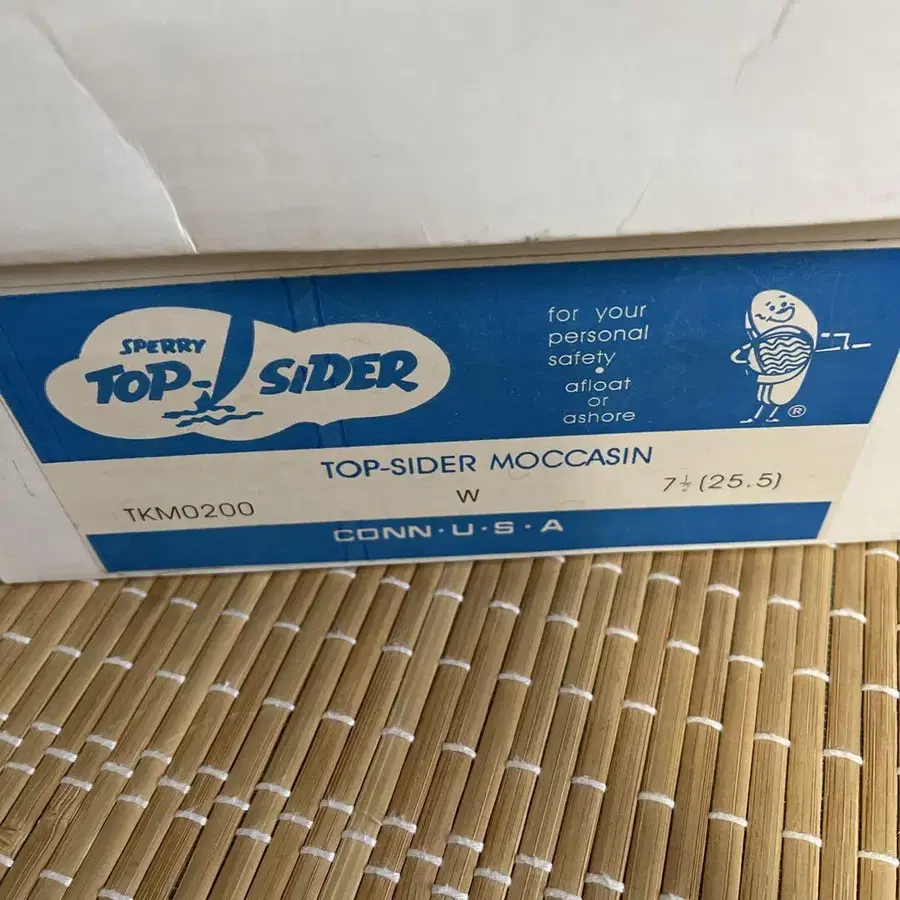 SPERRY
TOP-SIDER
for your
personal
safety
•
afloat
or
ashore
®
TOP-SIDER MOCCASIN
TKM0200 W 7½ (25.5)
CONN·U·S·A